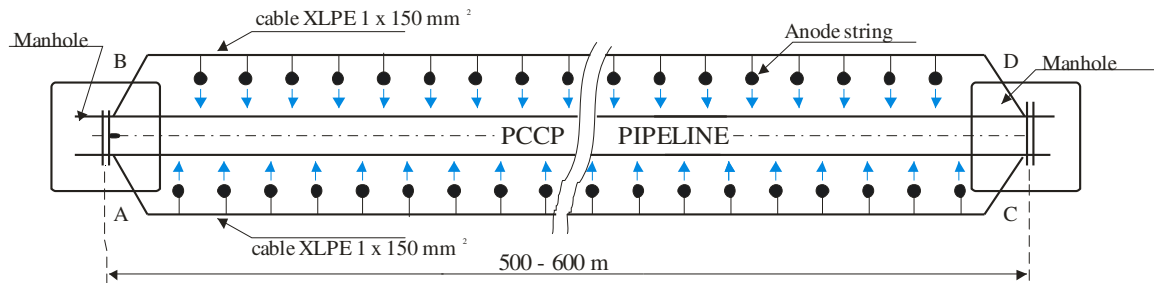 cable XLPE 1 x 150 mm ²
Manhole
B
Anode string
D
Manhole
PCCP PIPELINE
A
C
cable XLPE 1 x 150 mm ²
500 - 600 m